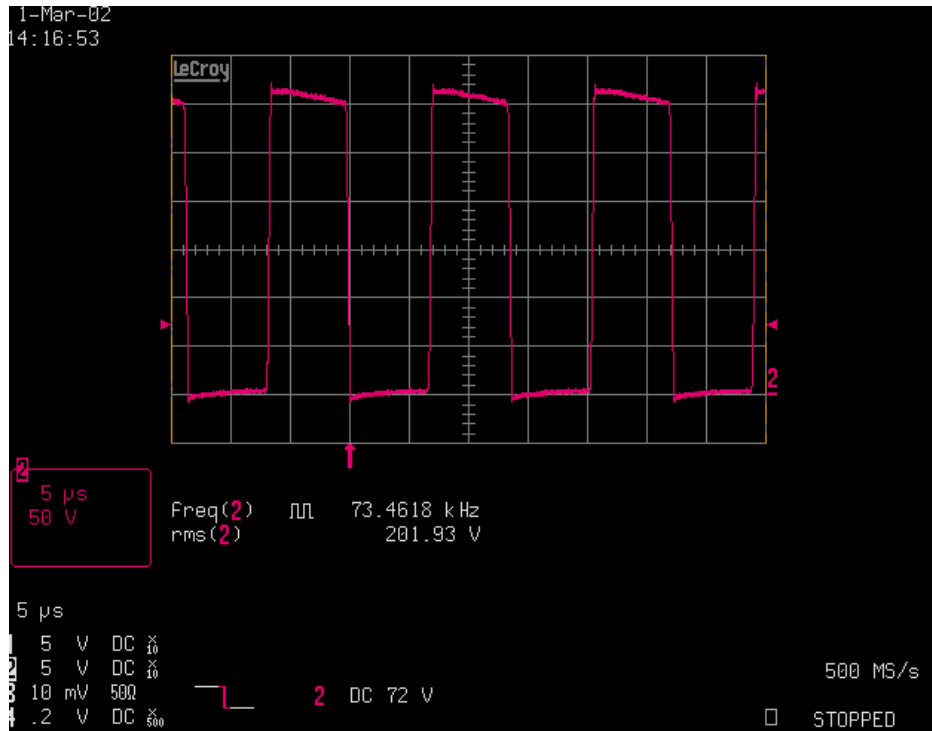 1-Mar-02
14:16:53
LeCroy
2
2
5 µs
50 V
freq(2) 73.4618 kHz
rms(2) 201.93 V
5 µs
1 5 V DC X10
2 5 V DC X10
3 10 mV 50Ω
4 .2 V DC X500
2 DC 72 V
500 MS/s
STOPPED